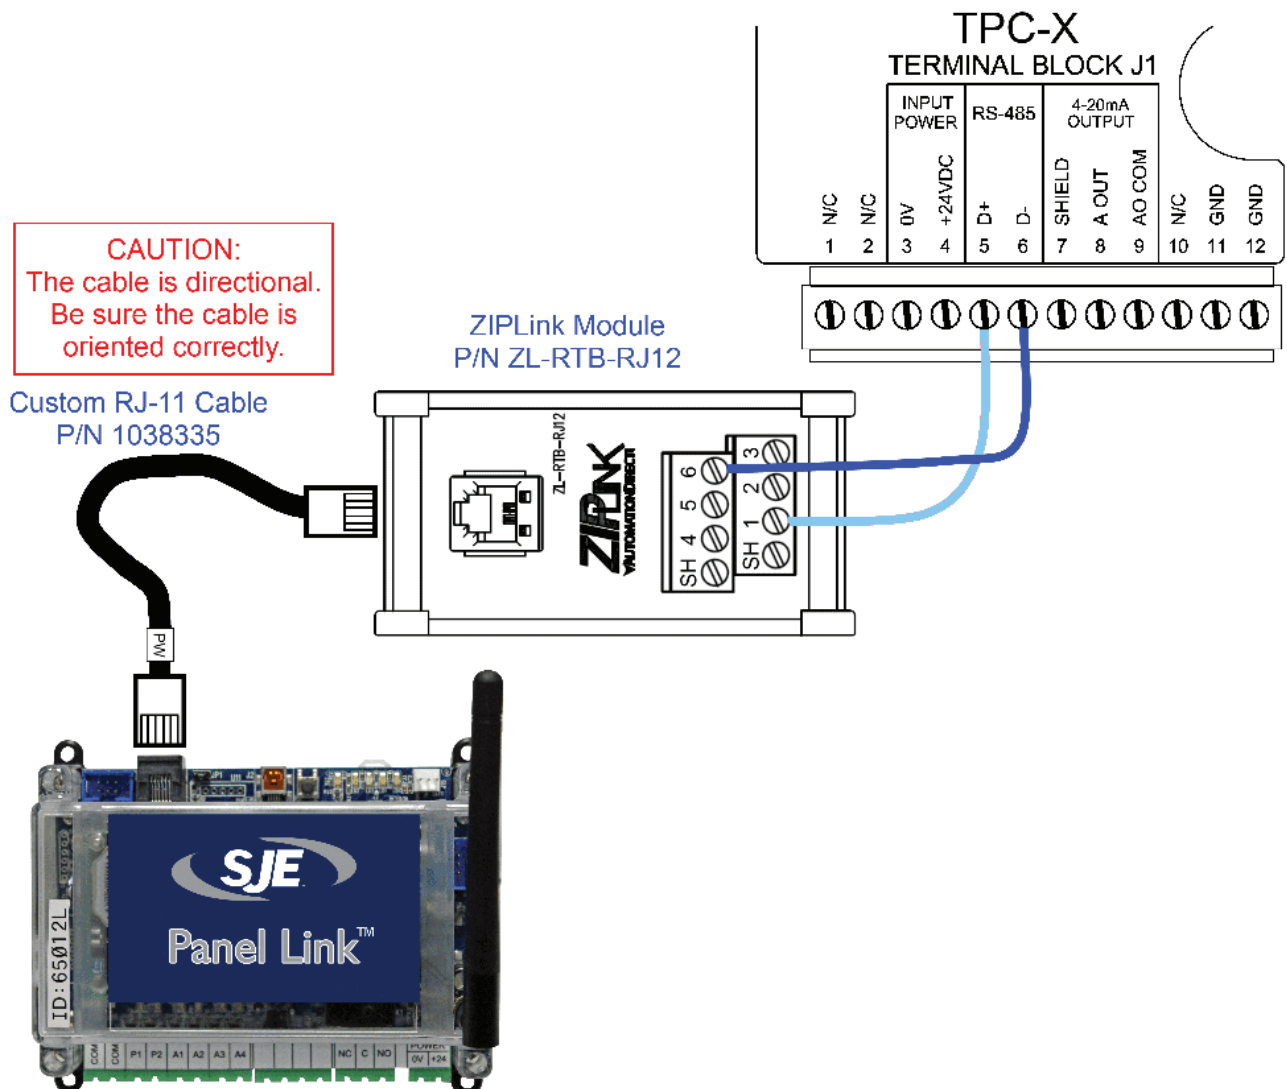 TPC-X
TERMINAL BLOCK J1
INPUT POWER
RS-485
4-20mA OUTPUT
N/C
N/C
0V
+24VDC
D+
D-
SHIELD
A OUT
AO COM
N/C
GND
GND
1 2 3 4 5 6 7 8 9 10 11 12
CAUTION:
The cable is directional.
Be sure the cable is
oriented correctly.
Custom RJ-11 Cable
P/N 1038335
ZIPLink Module
P/N ZL-RTB-RJ12
ZL-RTB-RJ12
ZIPLINK
6
5
4
SH
3
2
1
SH
PW
JP1
J2
SJE
Panel Link™
ID:65012L
COM COM P1 P2 A1 A2 A3 A4 NC C NO
POWER
0V +24